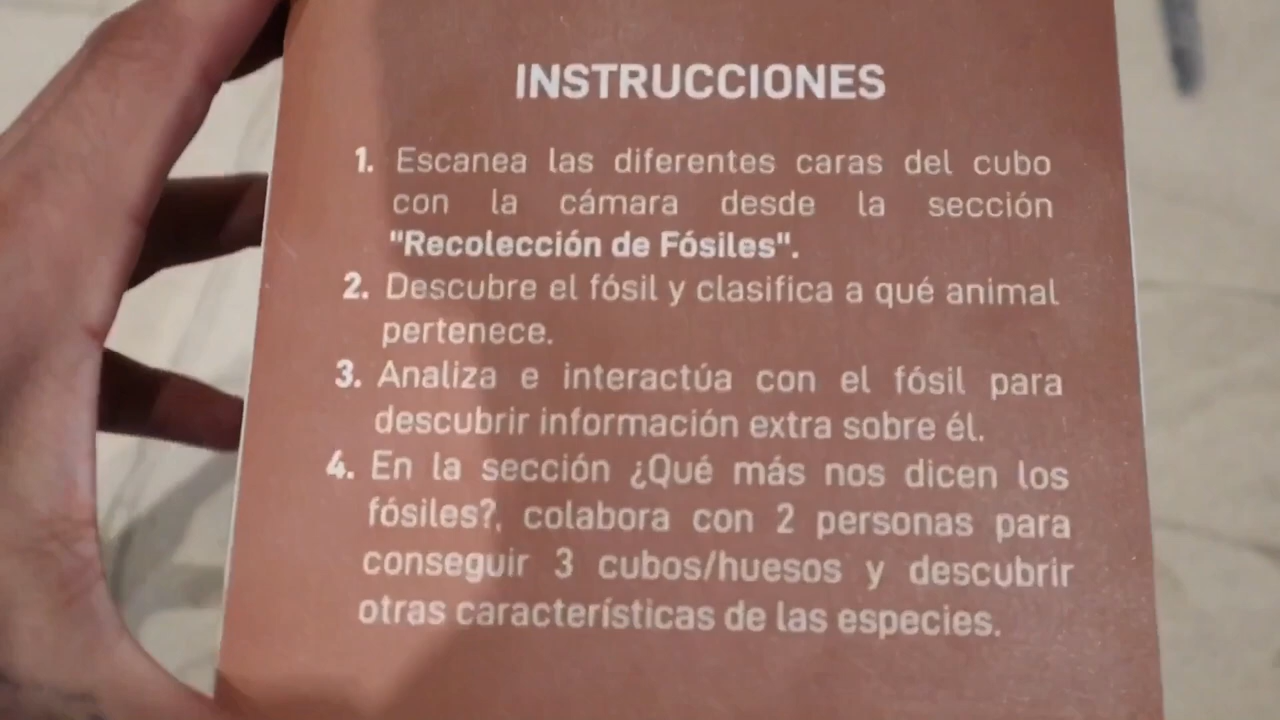 INSTRUCCIONES
1. Escanea las diferentes caras del cubo
con la cámara desde la sección
"Recolección de Fósiles".
2. Descubre el fósil y clasifica a qué animal
pertenece.
3. Analiza e interactúa con el fósil para
descubrir información extra sobre él.
4. En la sección ¿Qué más nos dicen los
fósiles?, colabora con 2 personas para
conseguir 3 cubos/huesos y descubrir
otras características de las especies.